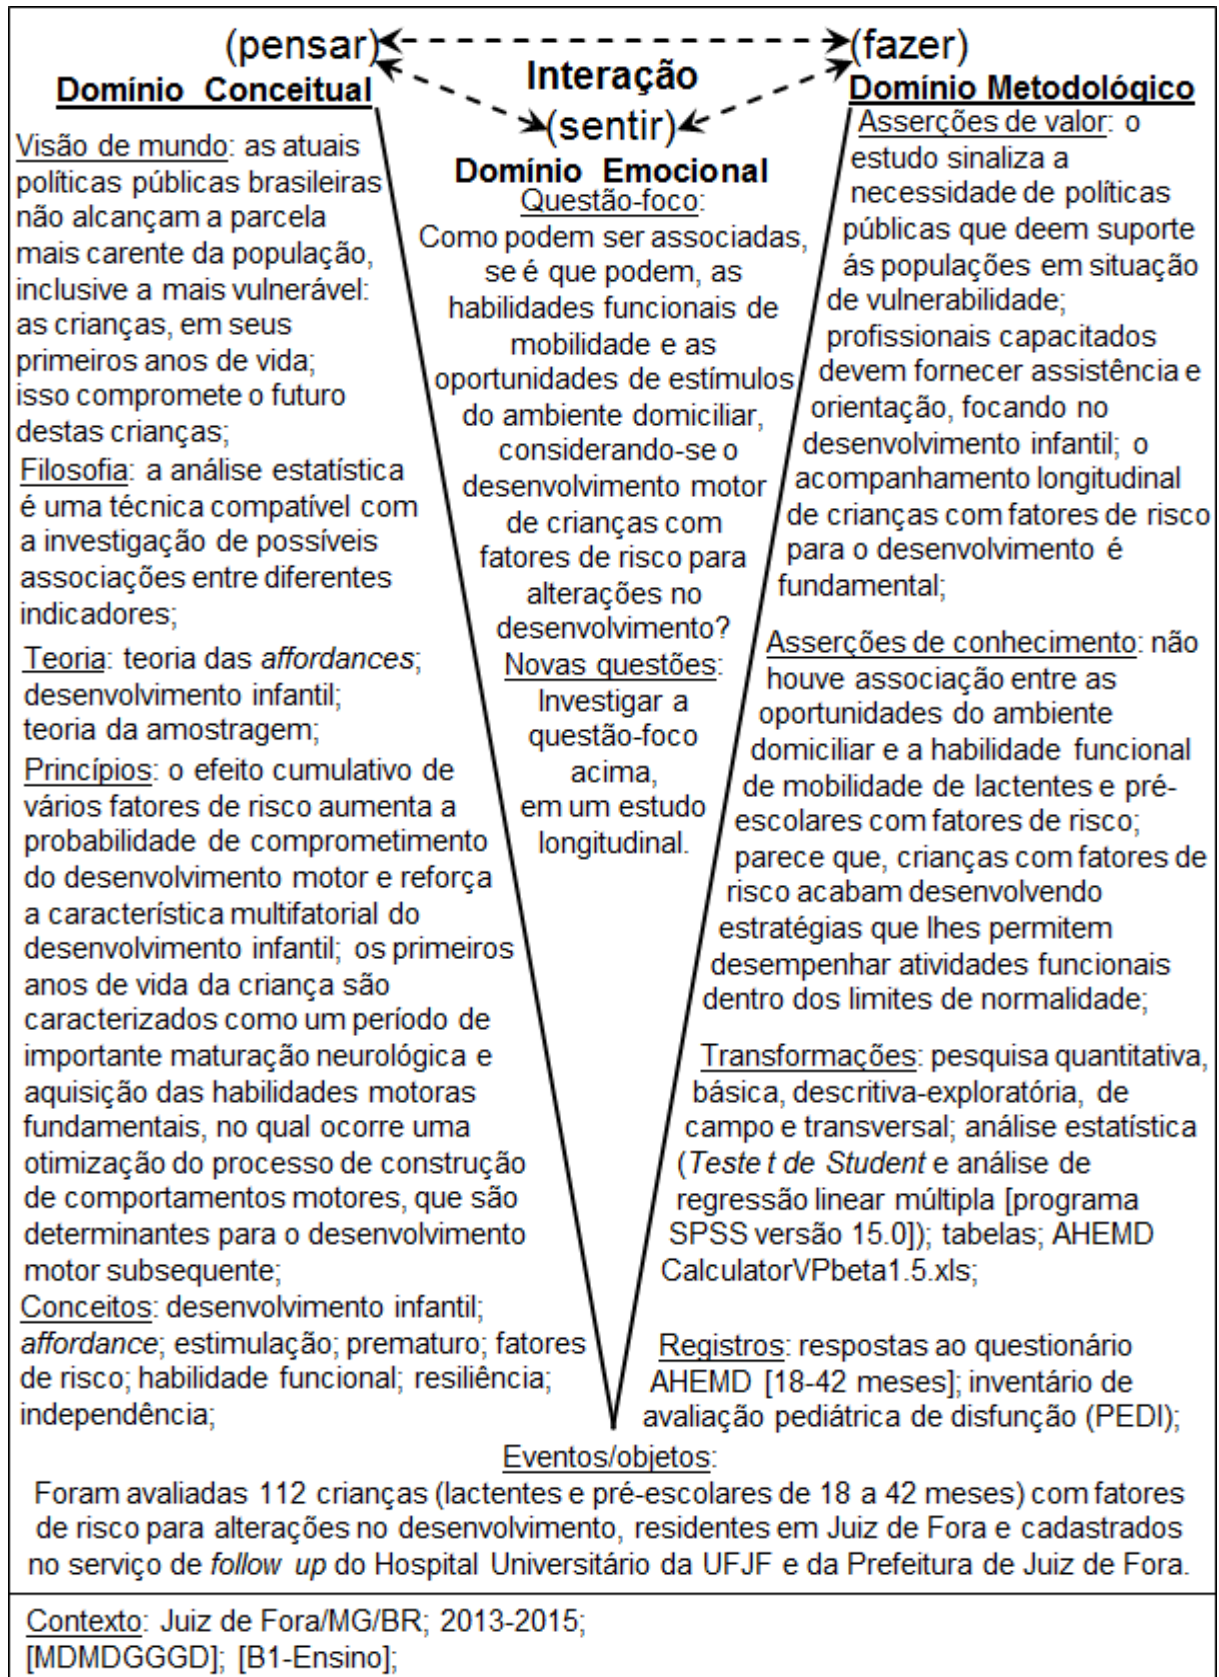 (pensar)
(fazer)
Interação
Domínio Conceitual
Domínio Metodológico
(sentir)
Domínio Emocional
Visão de mundo: as atuais
políticas públicas brasileiras
não alcançam a parcela
mais carente da população,
inclusive a mais vulnerável:
as crianças, em seus
primeiros anos de vida;
isso compromete o futuro
destas crianças;
Filosofia: a análise estatística
é uma técnica compatível com
a investigação de possíveis
associações entre diferentes
indicadores;
Teoria: teoria das affordances;
desenvolvimento infantil;
teoria da amostragem;
Princípios: o efeito cumulativo de
vários fatores de risco aumenta a
probabilidade de comprometimento
do desenvolvimento motor e reforça
a característica multifatorial do
desenvolvimento infantil; os primeiros
anos de vida da criança são
caracterizados como um período de
importante maturação neurológica e
aquisição das habilidades motoras
fundamentais, no qual ocorre uma
otimização do processo de construção
de comportamentos motores, que são
determinantes para o desenvolvimento
motor subsequente;
Conceitos: desenvolvimento infantil;
affordance; estimulação; prematuro; fatores
de risco; habilidade funcional; resiliência;
independência;
Questão-foco:
Como podem ser associadas,
se é que podem, as
habilidades funcionais de
mobilidade e as
oportunidades de estímulos
do ambiente domiciliar,
considerando-se o
desenvolvimento motor
de crianças com
fatores de risco para
alterações no
desenvolvimento?
Novas questões:
Investigar a
questão-foco
acima,
em um estudo
longitudinal.
Asserções de valor: o
estudo sinaliza a
necessidade de políticas
públicas que deem suporte
ás populações em situação
de vulnerabilidade;
profissionais capacitados
devem fornecer assistência e
orientação, focando no
desenvolvimento infantil; o
acompanhamento longitudinal
de crianças com fatores de risco
para o desenvolvimento é
fundamental;
Asserções de conhecimento: não
houve associação entre as
oportunidades do ambiente
domiciliar e a habilidade funcional
de mobilidade de lactentes e pré-
escolares com fatores de risco;
parece que, crianças com fatores de
risco acabam desenvolvendo
estratégias que lhes permitem
desempenhar atividades funcionais
dentro dos limites de normalidade;
Transformações: pesquisa quantitativa,
básica, descritiva-exploratória, de
campo e transversal; análise estatística
(Teste t de Student e análise de
regressão linear múltipla [programa
SPSS versão 15.0]); tabelas; AHEMD
CalculatorVPbeta1.5.xls;
Registros: respostas ao questionário
AHEMD [18-42 meses]; inventário de
avaliação pediátrica de disfunção (PEDI);
Eventos/objetos:
Foram avaliadas 112 crianças (lactentes e pré-escolares de 18 a 42 meses) com fatores
de risco para alterações no desenvolvimento, residentes em Juiz de Fora e cadastrados
no serviço de follow up do Hospital Universitário da UFJF e da Prefeitura de Juiz de Fora.
Contexto: Juiz de Fora/MG/BR; 2013-2015;
[MDMDGGGD]; [B1-Ensino];